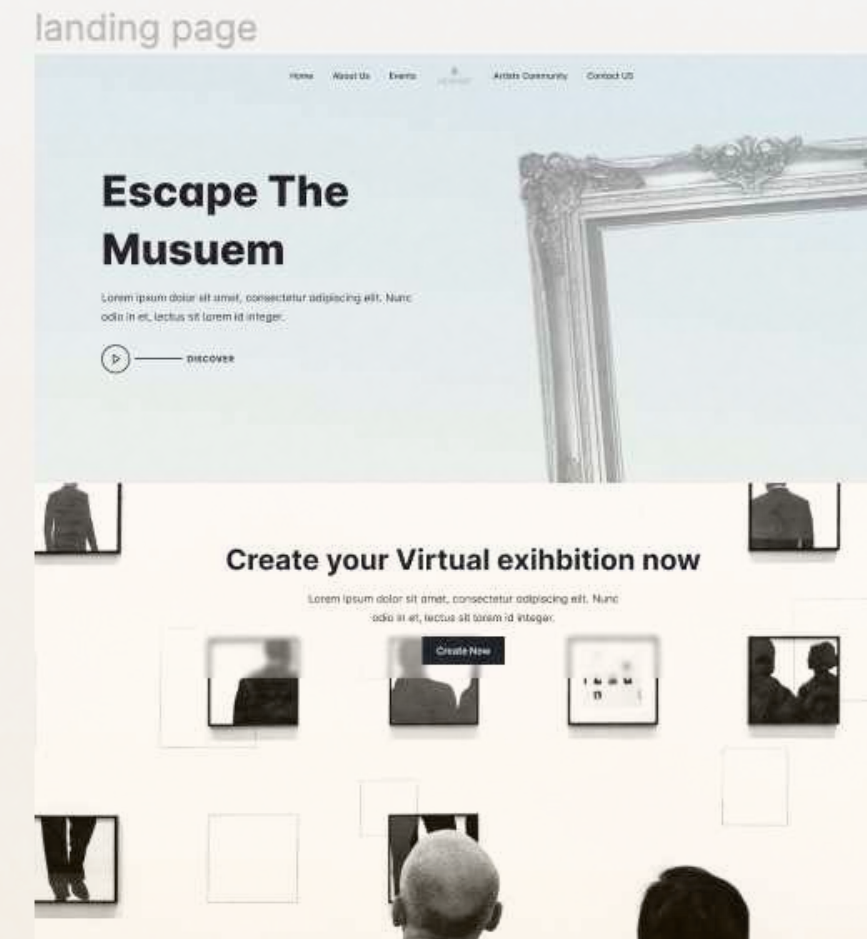 landing page
Home About Us Events Artists Community Contact US
Escape The
Musuem
Lorem ipsum dolor sit amet, consectetur adipiscing elit. Nunc
odio in et, lectus sit lorem id integer.
DISCOVER
Create your Virtual exihbition now
Lorem ipsum dolor sit amet, consectetur adipiscing elit. Nunc
odio in et, lectus sit lorem id integer.
Create Now